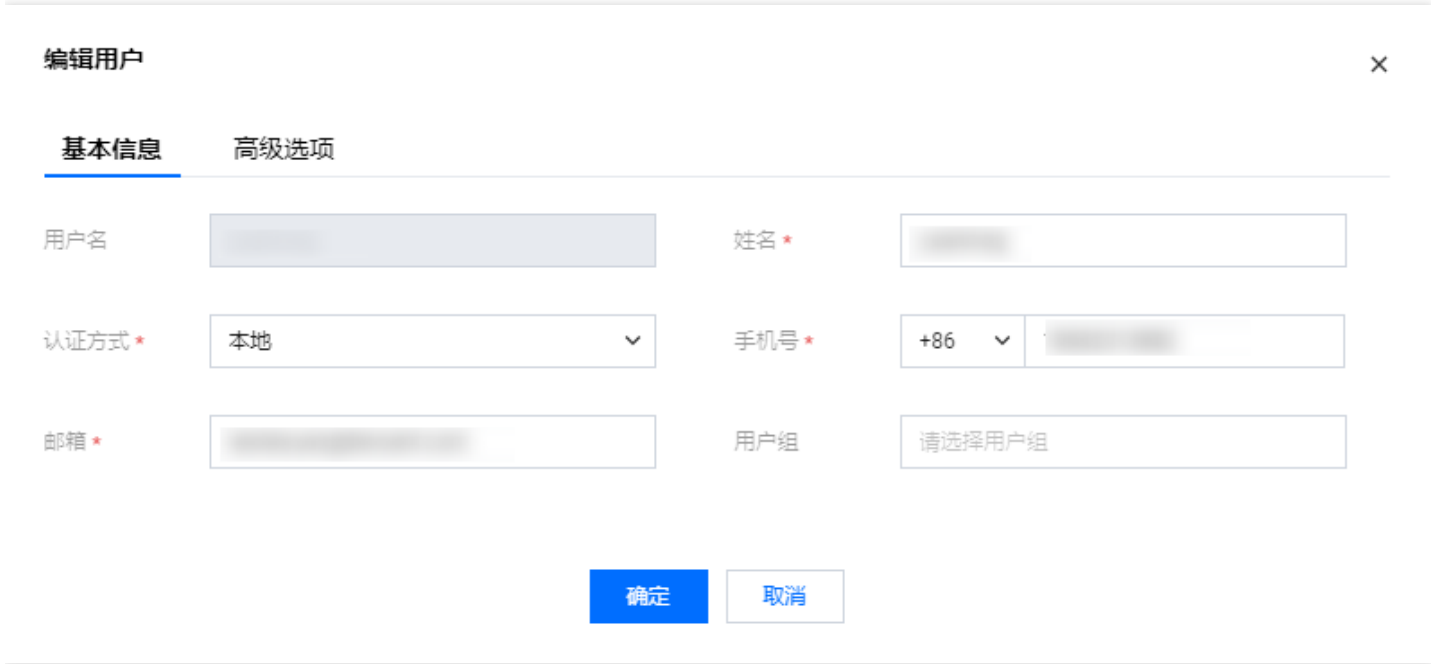 编辑用户
基本信息 高级选项
用户名
姓名 *
认证方式 * 本地
手机号 * +86
邮箱 *
用户组 请选择用户组
确定 取消